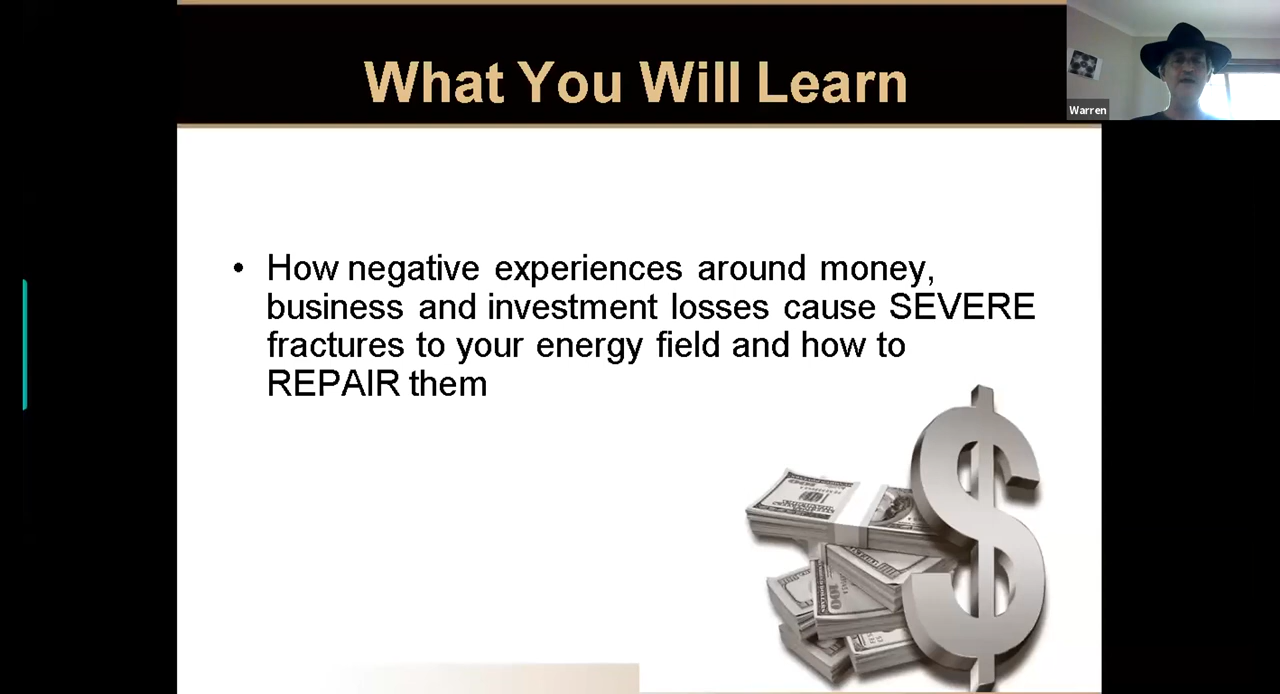 What You Will Learn
Warren
• How negative experiences around money,
business and investment losses cause SEVERE
fractures to your energy field and how to
REPAIR them
$
100